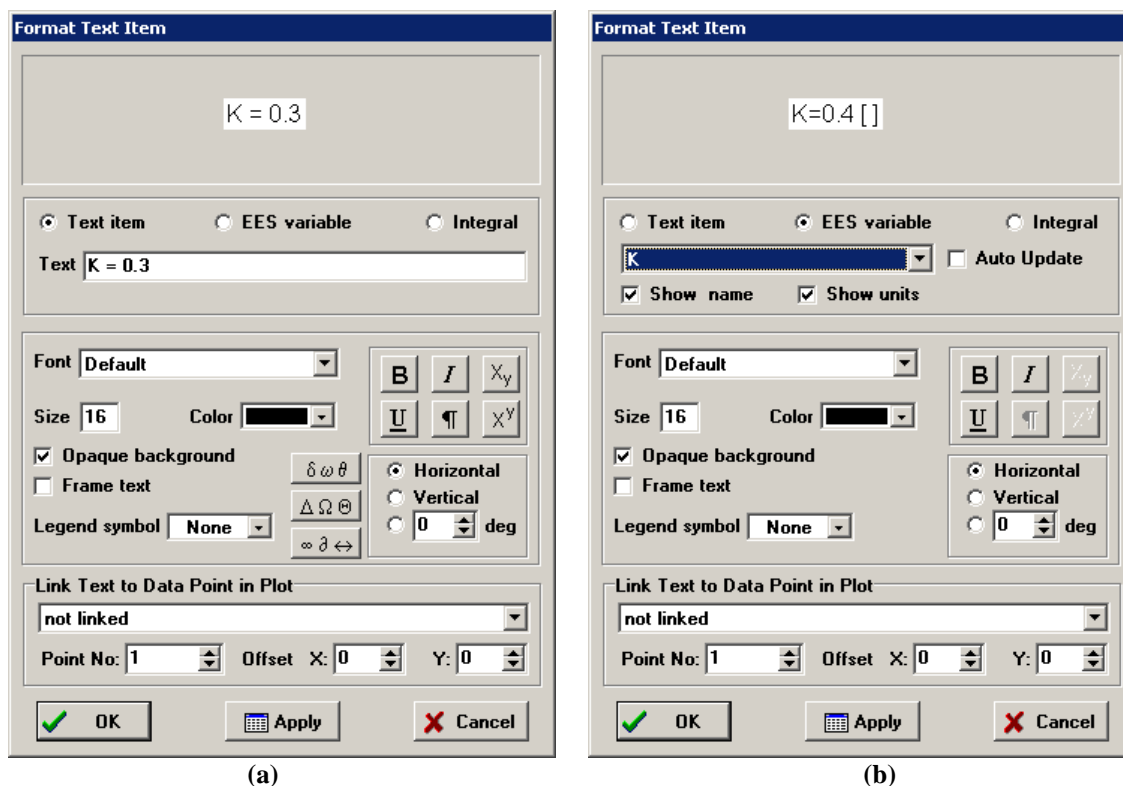 Format Text Item
K = 0.3
Text item EES variable Integral
Text K = 0.3
Font Default
B I Xy
Size 16 Color
U ¶ Xy
Opaque background
δ ω θ
Horizontal
Frame text
Vertical
Δ Ω Θ
Legend symbol None
0 deg
∞ ∂ ↔
Link Text to Data Point in Plot
not linked
Point No: 1 Offset X: 0 Y: 0
OK Apply Cancel
(a)
Format Text Item
K=0.4 [ ]
Text item EES variable Integral
K Auto Update
Show name Show units
Font Default
B I Xy
Size 16 Color
U ¶ Xy
Opaque background
Horizontal
Frame text
Vertical
Legend symbol None
0 deg
Link Text to Data Point in Plot
not linked
Point No: 1 Offset X: 0 Y: 0
OK Apply Cancel
(b)